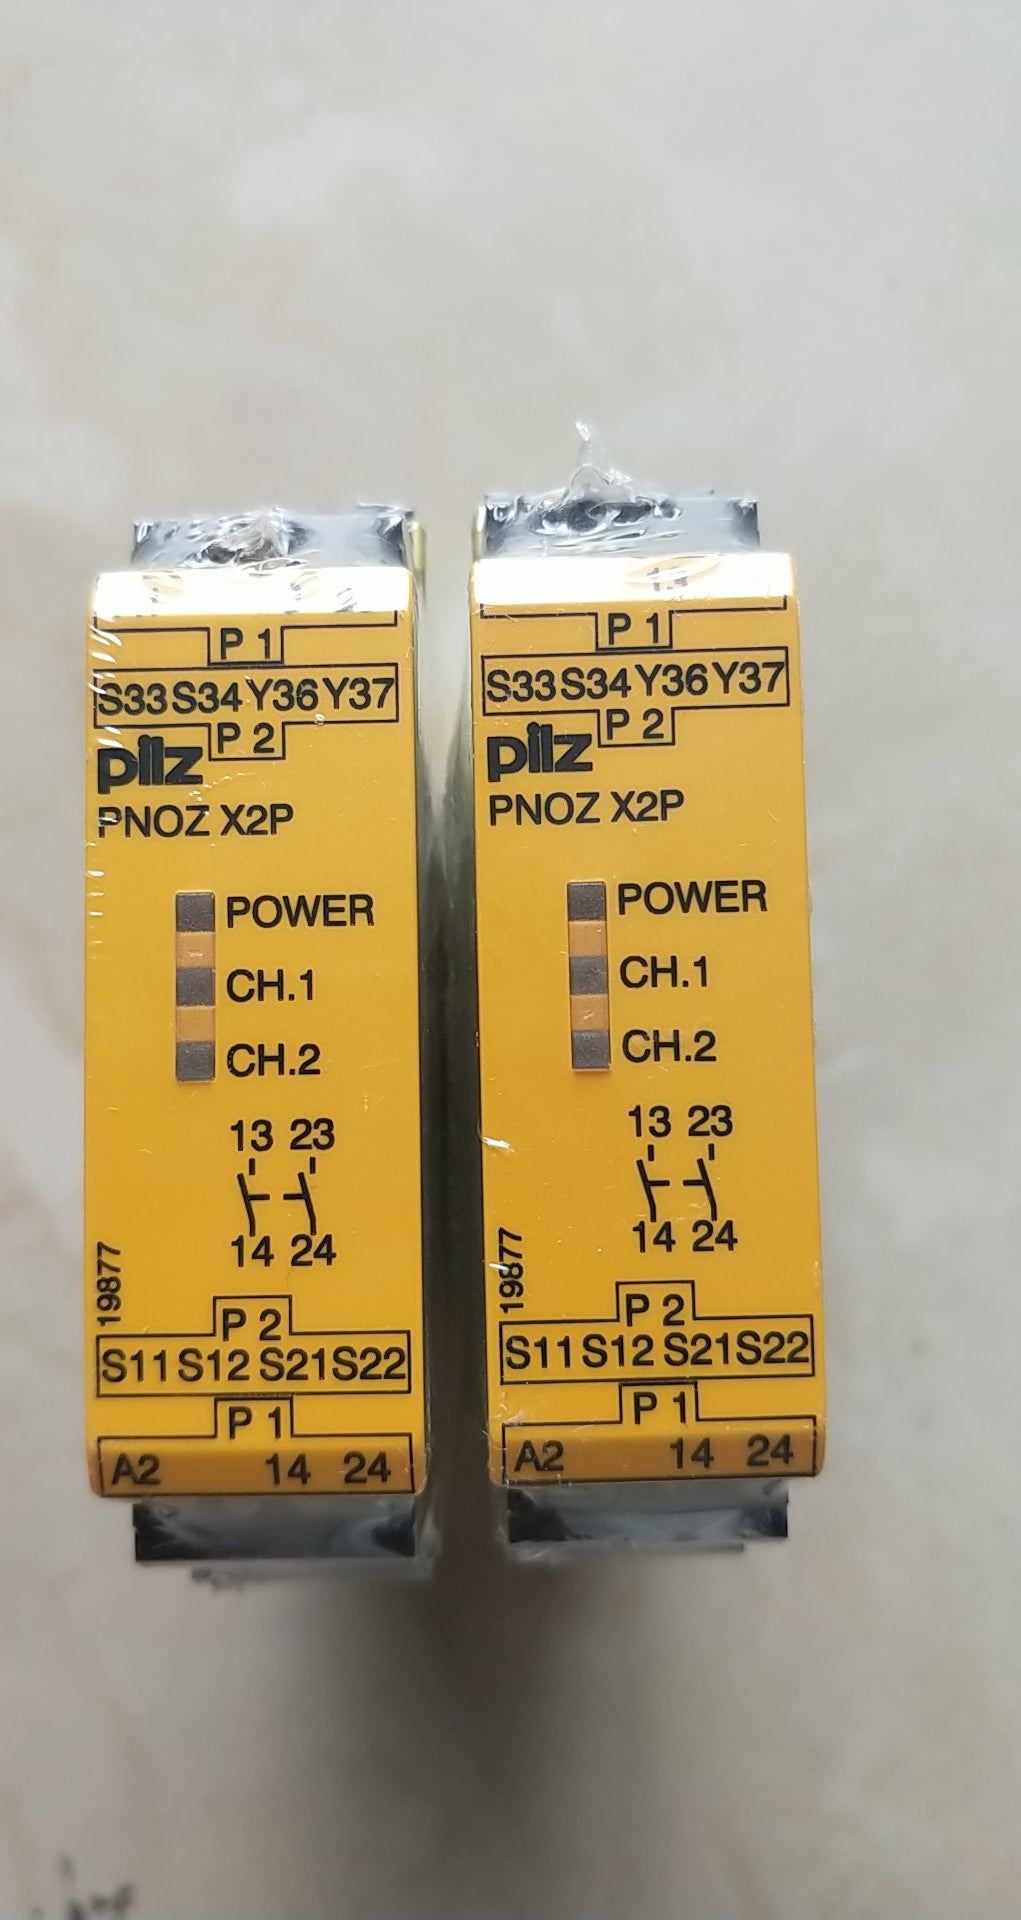 P 1
S33 S34 Y36 Y37
P 2
pilz
PNOZ X2P
POWER
CH.1
CH.2
13 23
14 24
19877
P 2
S11 S12 S21 S22
P 1
A2 14 24
P 1
S33 S34 Y36 Y37
P 2
pilz
PNOZ X2P
POWER
CH.1
CH.2
13 23
14 24
19877
P 2
S11 S12 S21 S22
P 1
A2 14 24